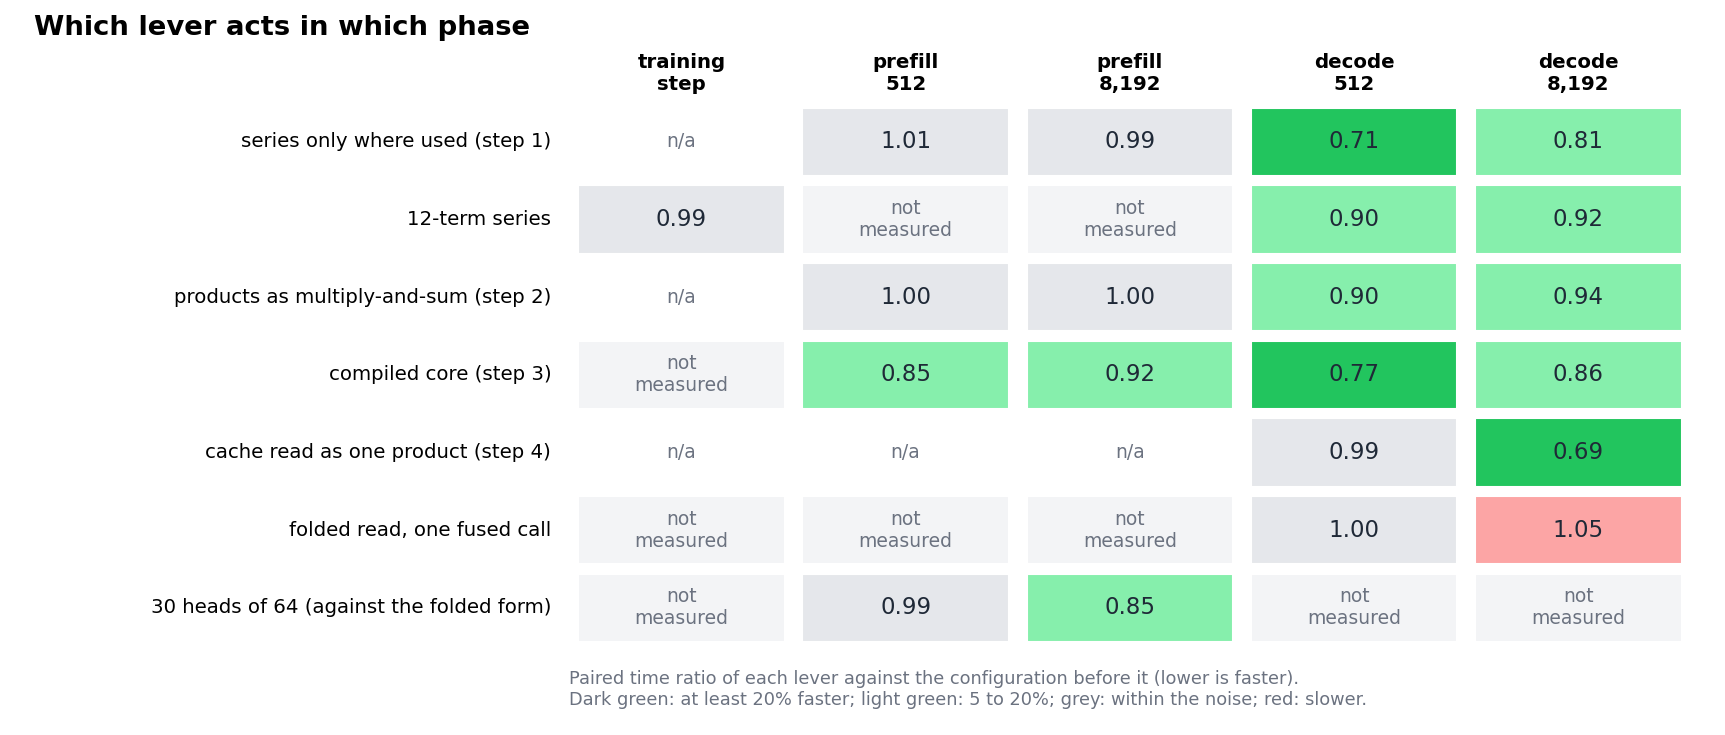 Which lever acts in which phase
training
step
prefill
512
prefill
8,192
decode
512
decode
8,192
series only where used (step 1)
n/a
1.01
0.99
0.71
0.81
12-term series
0.99
not
measured
not
measured
0.90
0.92
products as multiply-and-sum (step 2)
n/a
1.00
1.00
0.90
0.94
compiled core (step 3)
not
measured
0.85
0.92
0.77
0.86
cache read as one product (step 4)
n/a
n/a
n/a
0.99
0.69
folded read, one fused call
not
measured
not
measured
not
measured
1.00
1.05
30 heads of 64 (against the folded form)
not
measured
0.99
0.85
not
measured
not
measured
Paired time ratio of each lever against the configuration before it (lower is faster).
Dark green: at least 20% faster; light green: 5 to 20%; grey: within the noise; red: slower.